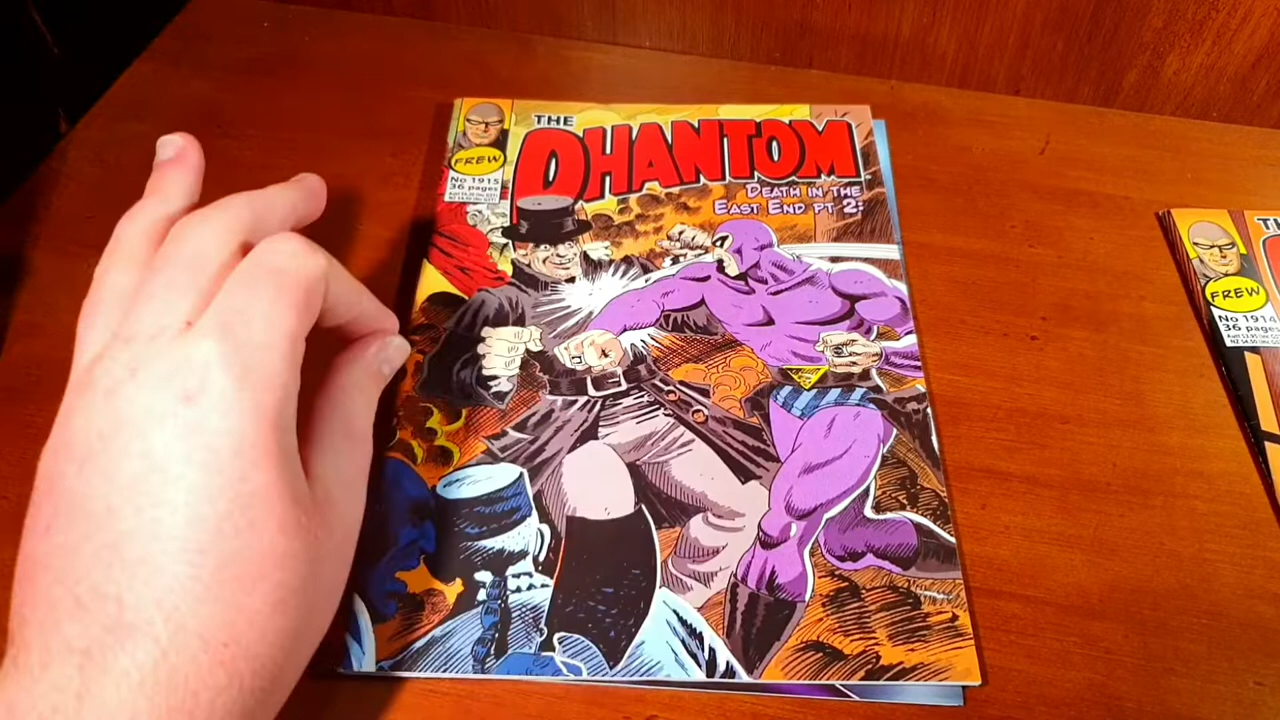 THE
PHANTOM
FREW
No 1915
36 pages
DEATH IN THE
EAST END PT 2:
FREW
No 1914
36 pages